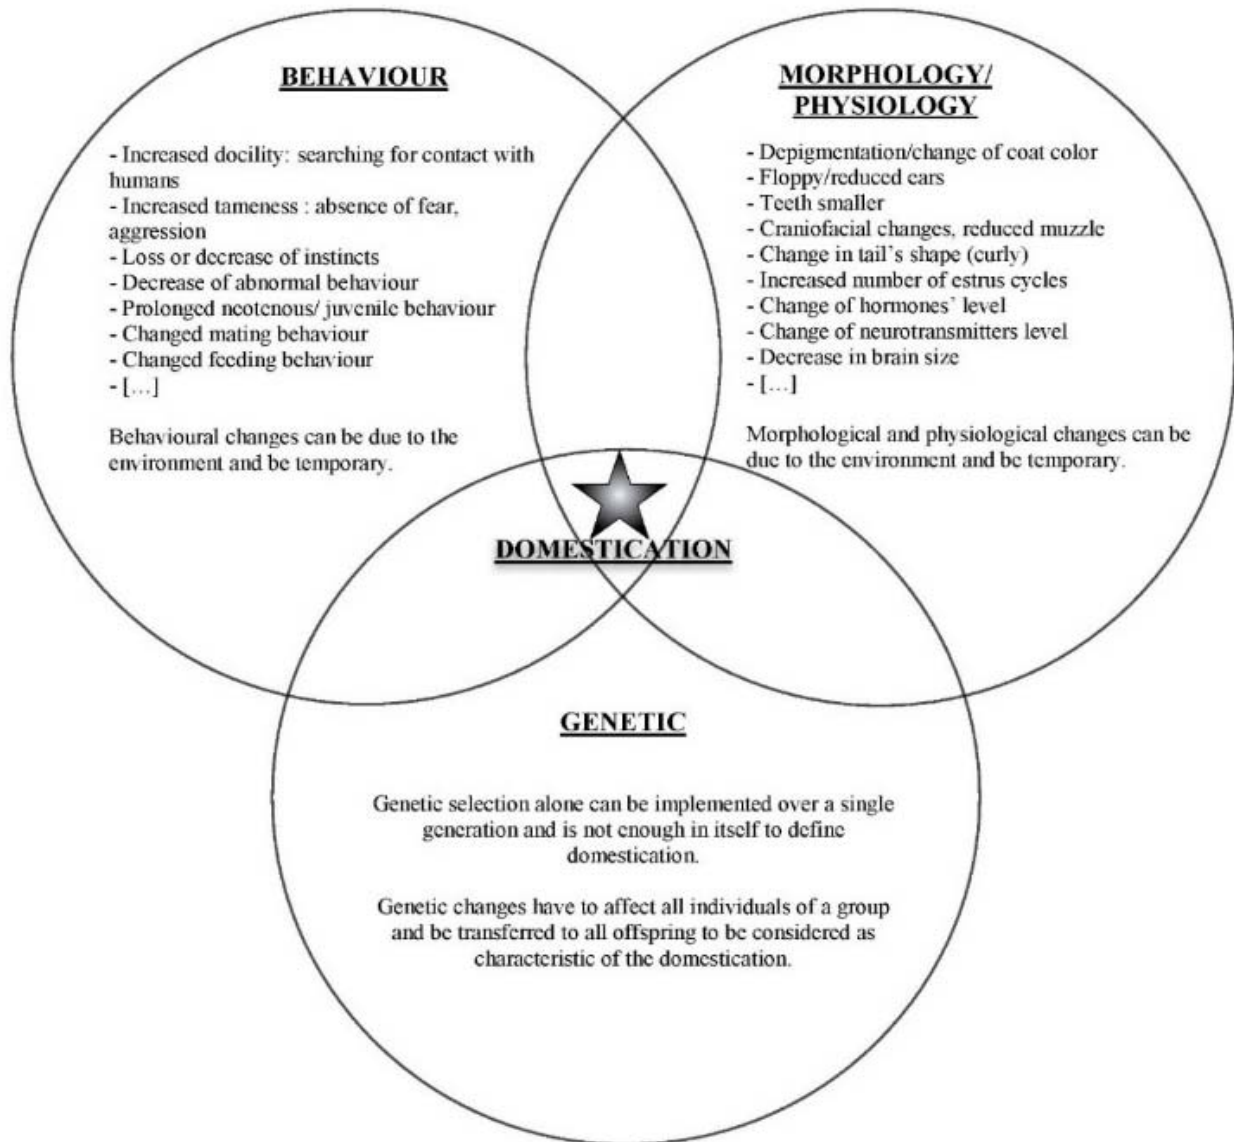 BEHAVIOUR
- Increased docility: searching for contact with
humans
- Increased tameness : absence of fear,
aggression
- Loss or decrease of instincts
- Decrease of abnormal behaviour
- Prolonged neotenous/ juvenile behaviour
- Changed mating behaviour
- Changed feeding behaviour
- [...]
Behavioural changes can be due to the
environment and be temporary.
MORPHOLOGY/
PHYSIOLOGY
- Depigmentation/change of coat color
- Floppy/reduced ears
- Teeth smaller
- Craniofacial changes, reduced muzzle
- Change in tail's shape (curly)
- Increased number of estrus cycles
- Change of hormones' level
- Change of neurotransmitters level
- Decrease in brain size
- [...]
Morphological and physiological changes can be
due to the environment and be temporary.
DOMESTICATION
GENETIC
Genetic selection alone can be implemented over a single
generation and is not enough in itself to define
domestication.
Genetic changes have to affect all individuals of a group
and be transferred to all offspring to be considered as
characteristic of the domestication.